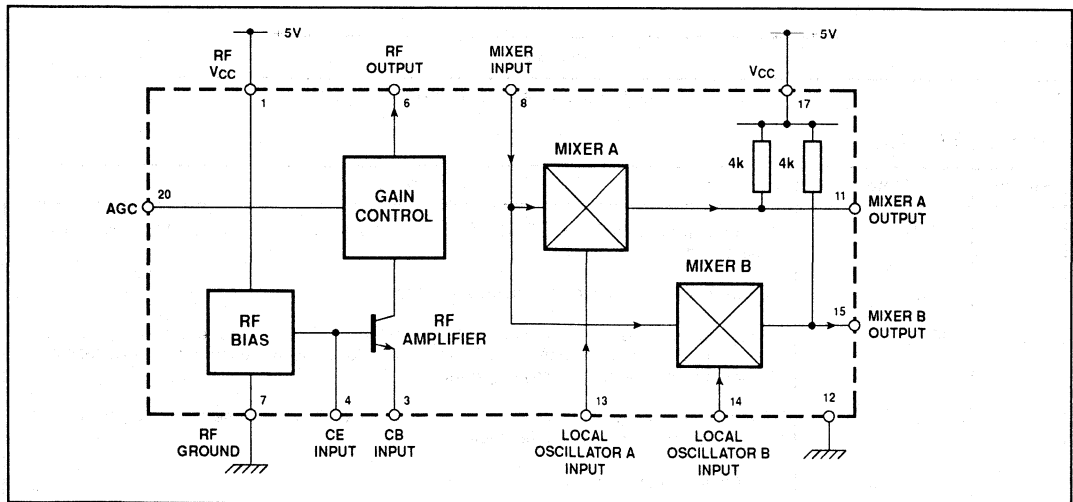 5V
5V
RF
VCC
RF
OUTPUT
MIXER
INPUT
VCC
1
6
8
17
MIXER A
4k
4k
GAIN
CONTROL
20
AGC
11
MIXER A
OUTPUT
MIXER B
RF
BIAS
RF
AMPLIFIER
15
MIXER B
OUTPUT
7
4
3
13
14
12
RF
GROUND
CE
INPUT
CB
INPUT
LOCAL
OSCILLATOR A
INPUT
LOCAL
OSCILLATOR B
INPUT